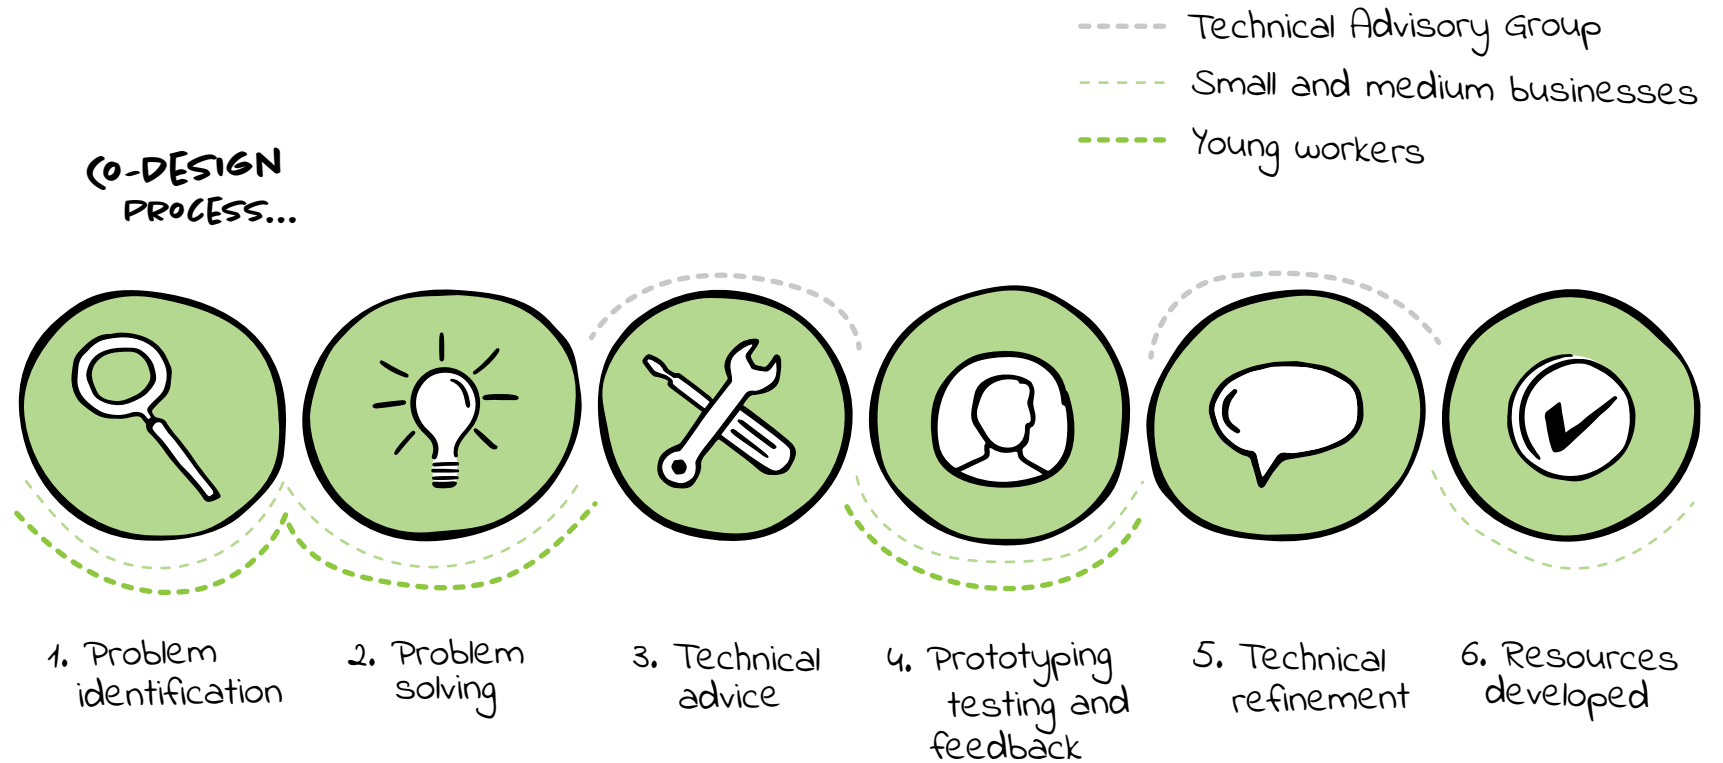 Technical Advisory Group
Small and medium businesses
Young workers
CO-DESIGN
PROCESS...
1. Problem
identification
2. Problem
solving
3. Technical
advice
4. Prototyping
testing and
feedback
5. Technical
refinement
6. Resources
developed